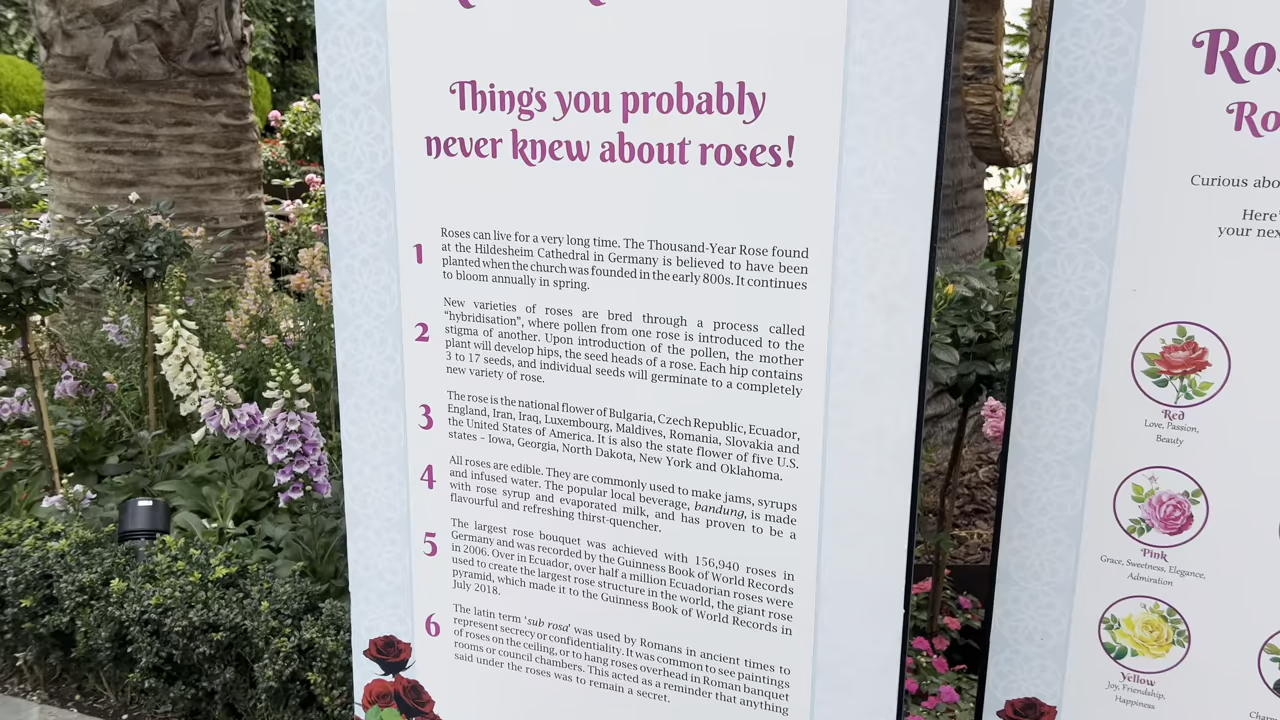 Things you probably
never knew about roses!
1
Roses can live for a very long time. The Thousand-Year Rose found
at the Hildesheim Cathedral in Germany is believed to have been
planted when the church was founded in the early 800s. It continues
to bloom annually in spring.
2
New varieties of roses are bred through a process called
"hybridisation", where pollen from one rose is introduced to the
stigma of another. Upon introduction of the pollen, the mother
plant will develop hips, the seed heads of a rose. Each hip contains
3 to 17 seeds, and individual seeds will germinate to a completely
new variety of rose.
3
The rose is the national flower of Bulgaria, Czech Republic, Ecuador,
England, Iran, Iraq, Luxembourg, Maldives, Romania, Slovakia and
the United States of America. It is also the state flower of five U.S.
states – Iowa, Georgia, North Dakota, New York and Oklahoma.
4
All roses are edible. They are commonly used to make jams, syrups
and infused water. The popular local beverage, bandung, is made
with rose syrup and evaporated milk, and has proven to be a
flavourful and refreshing thirst-quencher.
5
The largest rose bouquet was achieved with 156,940 roses in
Germany and was recorded by the Guinness Book of World Records
in 2006. Over in Ecuador, over half a million Ecuadorian roses were
used to create the largest rose structure in the world, the giant rose
pyramid, which made it to the Guinness Book of World Records in
July 2018.
6
The latin term 'sub rosa' was used by Romans in ancient times to
represent secrecy or confidentiality. It was common to see paintings
of roses on the ceiling, or to hang roses overhead in Roman banquet
rooms or council chambers. This acted as a reminder that anything
said under the roses was to remain a secret.
Ros
Ro
Curious abo
Here'
your nex
Red
Love, Passion,
Beauty
Pink
Grace, Sweetness, Elegance,
Admiration
Yellow
Joy, Friendship,
Happiness